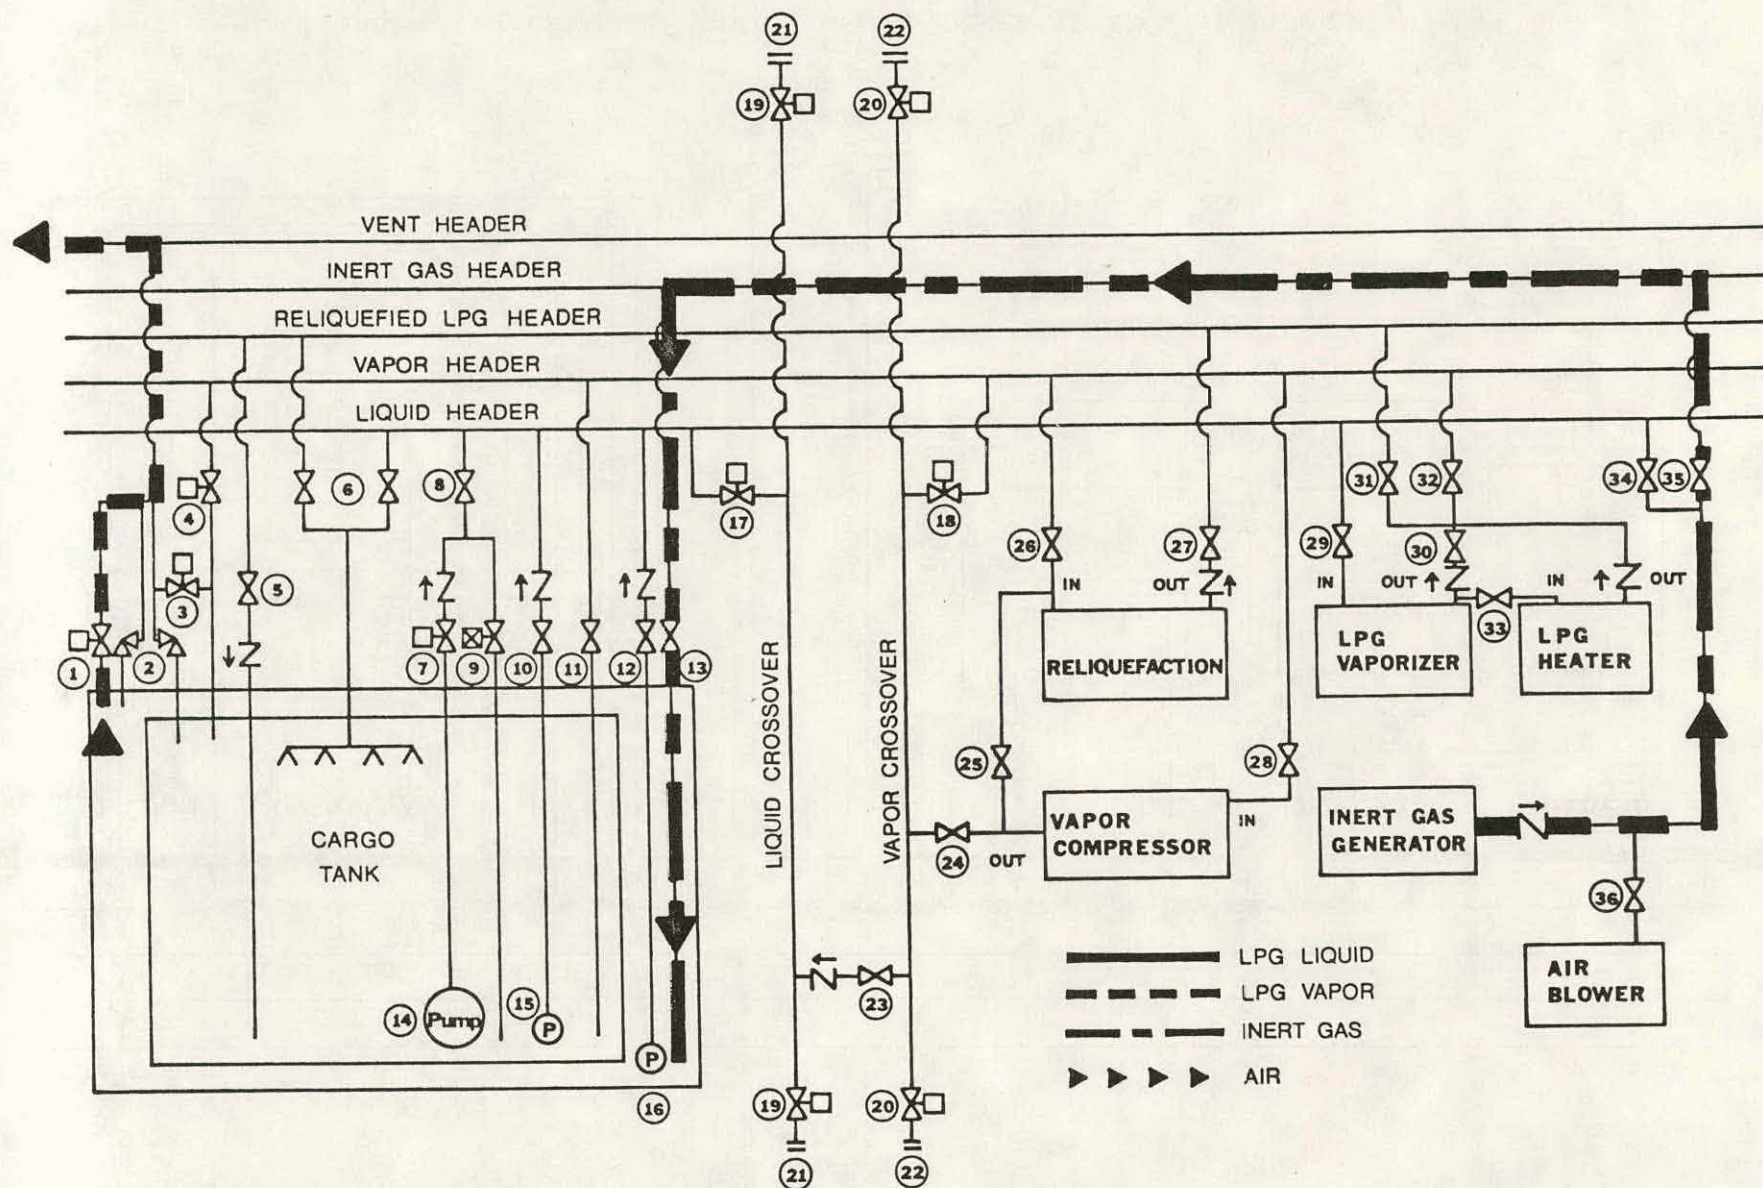 21
22
19
20
VENT HEADER
INERT GAS HEADER
RELIQUEFIED LPG HEADER
VAPOR HEADER
LIQUID HEADER
4
6
8
17
18
31
32
34
35
26
27
29
30
IN
OUT
IN
OUT
IN
OUT
33
3
5
1
2
7
9
10
11
12
13
RELIQUEFACTION
LPG
VAPORIZER
LPG
HEATER
LIQUID CROSSOVER
VAPOR CROSSOVER
25
28
CARGO
TANK
VAPOR
COMPRESSOR
IN
24
OUT
INERT GAS
GENERATOR
36
14
Pump
15
P
P
16
23
AIR
BLOWER
LPG LIQUID
LPG VAPOR
INERT GAS
AIR
19
20
21
22